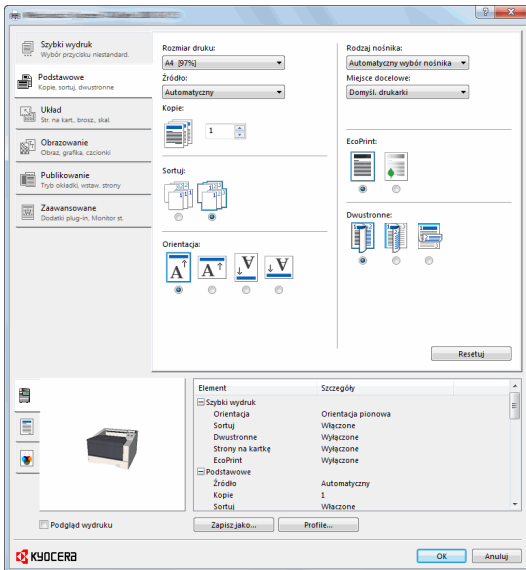 Szybki wydruk
Wybór przycisku niestandard.
Podstawowe
Kopie, sortuj, dwustronne
Układ
Str. na kart, brosz., skal.
Obrazowanie
Obraz, grafika, czcionki
Publikowanie
Tryb okładki, wstaw. strony
Zaawansowane
Dodatki plug-in, Monitor st.
Rozmiar druku:
A4 [97%]
Źródło:
Automatyczny
Kopie:
1
Sortuj:
Orientacja:
Rodzaj nośnika:
Automatyczny wybór nośnika
Miejsce docelowe:
Domyśl. drukarki
EcoPrint:
Dwustronne:
Resetuj
Element Szczegóły
Szybki wydruk
Orientacja Orientacja pionowa
Sortuj Włączone
Dwustronne Wyłączone
Strony na kartkę Wyłączone
EcoPrint Wyłączone
Podstawowe
Źródło Automatyczny
Kopie 1
Sortuj Włączone
Podgląd wydruku
Zapisz jako... Profile...
KYOCERA
OK Anuluj